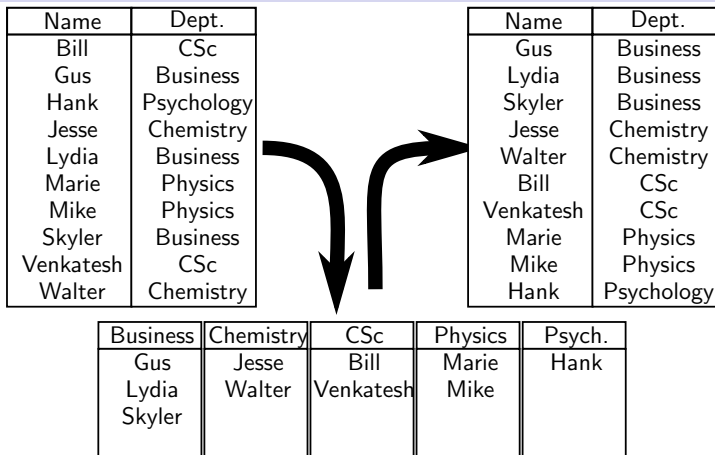 Name Dept.
Bill CSc
Gus Business
Hank Psychology
Jesse Chemistry
Lydia Business
Marie Physics
Mike Physics
Skyler Business
Venkatesh CSc
Walter Chemistry
Name Dept.
Gus Business
Lydia Business
Skyler Business
Jesse Chemistry
Walter Chemistry
Bill CSc
Venkatesh CSc
Marie Physics
Mike Physics
Hank Psychology
Business Chemistry CSc Physics Psych.
Gus Jesse Bill Marie Hank
Lydia Walter Venkatesh Mike
Skyler